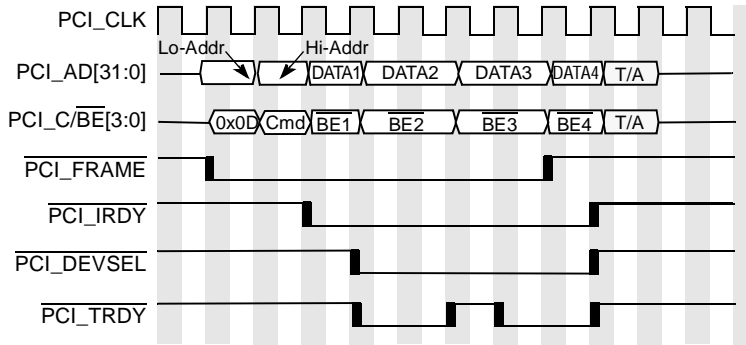 PCI_CLK
Lo-Addr Hi-Addr
PCI_AD[31:0] DATA1 DATA2 DATA3 DATA4 T/A
PCI_C/BE[3:0] 0x0D Cmd BE1 BE2 BE3 BE4 T/A
PCI_FRAME
PCI_IRDY
PCI_DEVSEL
PCI_TRDY